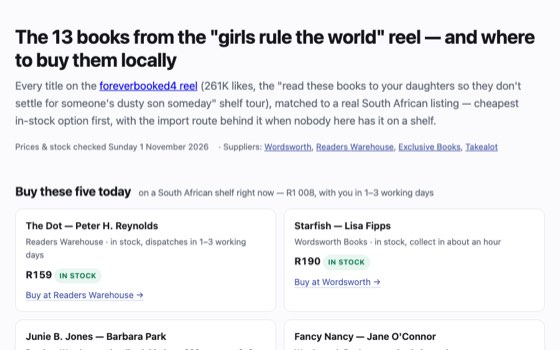 The 13 books from the "girls rule the world" reel — and where
to buy them locally
Every title on the foreverbooked4 reel (261K likes, the "read these books to your daughters so they don't
settle for someone's dusty son someday" shelf tour), matched to a real South African listing — cheapest
in-stock option first, with the import route behind it when nobody here has it on a shelf.
Prices & stock checked Sunday 1 November 2026 · Suppliers: Wordsworth, Readers Warehouse, Exclusive Books, Takealot
Buy these five today on a South African shelf right now — R1 008, with you in 1–3 working days
The Dot — Peter H. Reynolds
Readers Warehouse · in stock, dispatches in 1–3 working
days
R159 IN STOCK
Buy at Readers Warehouse →
Starfish — Lisa Fipps
Wordsworth Books · in stock, collect in about an hour
R190 IN STOCK
Buy at Wordsworth →
Junie B. Jones — Barbara Park
Fancy Nancy — Jane O'Connor